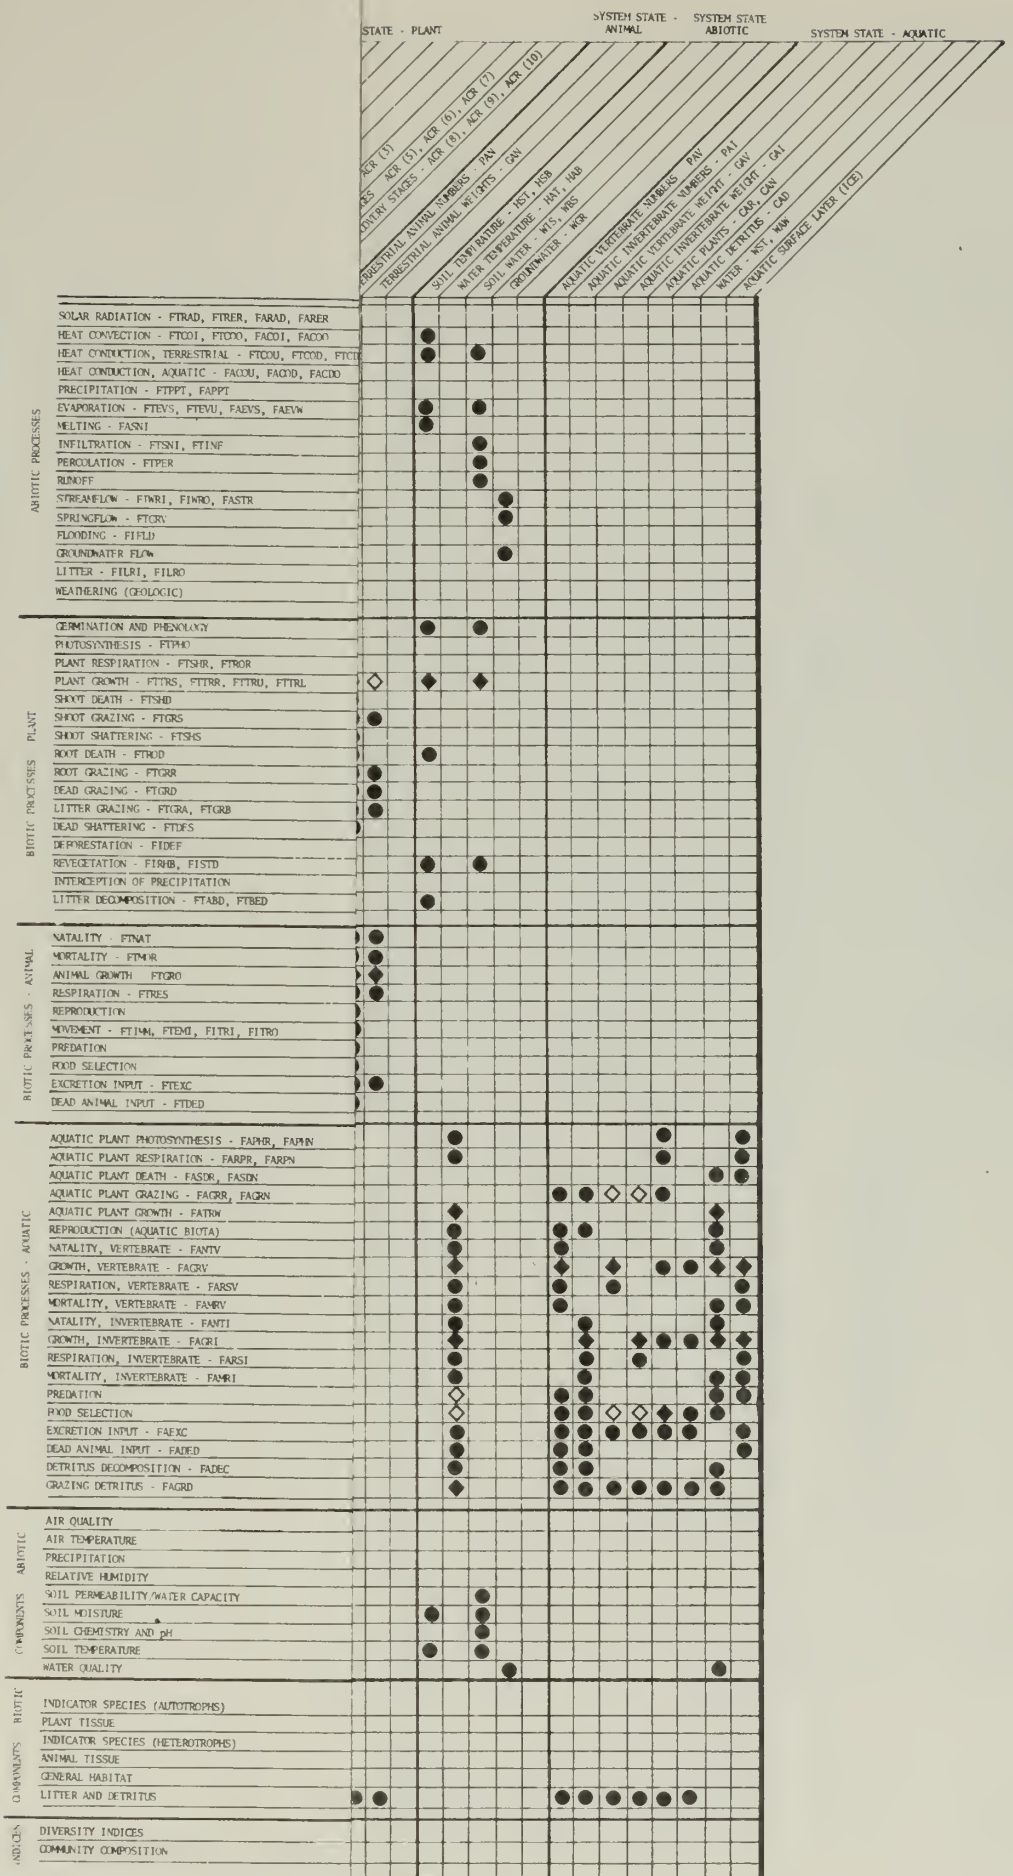 STATE - PLANT
SYSTEM STATE - ANIMAL
SYSTEM STATE ABIOTIC
SYSTEM STATE - AQUATIC
ACR (3)
ACR (5), ACR (6), ACR (7)
STAGES - ACR (8), ACR (9), ACR (10)
TERRESTRIAL ANIMAL NUMBERS - PAN
TERRESTRIAL ANIMAL WEIGHTS - GAN
SOIL TEMPERATURE - HST, HSB
WATER TEMPERATURE - HAT, HAB
SOIL WATER - WIS, WBS
GROUNDWATER - WGR
AQUATIC VERTEBRATE NUMBERS - PAV
AQUATIC INVERTEBRATE NUMBERS - PAI
AQUATIC VERTEBRATE WEIGHT - GAV
AQUATIC INVERTEBRATE WEIGHT - GAI
AQUATIC PLANTS - CAR, CAN
AQUATIC DETRITUS - CAD
WATER - WST, WAW
AQUATIC SURFACE LAYER (ICE)
ABIOTIC PROCESSES
SOLAR RADIATION - FTRAD, FTRER, FARAD, FARER
HEAT CONVECTION - FTCOI, FTCOO, FACOI, FACOO
HEAT CONDUCTION, TERRESTRIAL - FTCOU, FTCOD, FTCD
HEAT CONDUCTION, AQUATIC - FACOU, FACOD, FACDO
PRECIPITATION - FTPPT, FAPPT
EVAPORATION - FTEVS, FTEVU, FAEVS, FAEVW
MELTING - FASNI
INFILTRATION - FTSNI, FTINF
PERCOLATION - FTPER
RUNOFF
STREAMFLOW - FIWRI, FIWRO, FASTR
SPRINGFLOW - FTGRV
FLOODING - FIFLD
GROUNDWATER FLOW
LITTER - FILRI, FILRO
WEATHERING (GEOLOGIC)
BIOTIC PROCESSES PLANT
GERMINATION AND PHENOLOGY
PHOTOSYNTHESIS - FTPHO
PLANT RESPIRATION - FTSHR, FTROR
PLANT GROWTH - FTTRS, FTTRR, FTTRU, FTTRL
SHOOT DEATH - FTSHD
SHOOT GRAZING - FTGRS
SHOOT SHATTERING - FTSHS
ROOT DEATH - FTROD
ROOT GRAZING - FTGRR
DEAD GRAZING - FTGRD
LITTER GRAZING - FTGRA, FTGRB
DEAD SHATTERING - FTDES
DEFORESTATION - FIDEF
REVEGETATION - FIRHB, FISTD
INTERCEPTION OF PRECIPITATION
LITTER DECOMPOSITION - FTABD, FTBED
BIOTIC PROCESSES - ANIMAL
NATALITY - FTNAT
MORTALITY - FTMOR
ANIMAL GROWTH FTGRO
RESPIRATION - FTRES
REPRODUCTION
MOVEMENT - FTIMM, FTEMI, FITRI, FITRO
PREDATION
FOOD SELECTION
EXCRETION INPUT - FTEXC
DEAD ANIMAL INPUT - FTDED
BIOTIC PROCESSES - AQUATIC
AQUATIC PLANT PHOTOSYNTHESIS - FAPHR, FAPHN
AQUATIC PLANT RESPIRATION - FARPR, FARPN
AQUATIC PLANT DEATH - FASDR, FASDN
AQUATIC PLANT GRAZING - FAGRR, FAGRN
AQUATIC PLANT GROWTH - FATRW
REPRODUCTION (AQUATIC BIOTA)
NATALITY, VERTEBRATE - FANTV
GROWTH, VERTEBRATE - FAGRV
RESPIRATION, VERTEBRATE - FARSV
MORTALITY, VERTEBRATE - FAMRV
NATALITY, INVERTEBRATE - FANTI
GROWTH, INVERTEBRATE - FAGRI
RESPIRATION, INVERTEBRATE - FARSI
MORTALITY, INVERTEBRATE - FAMRI
PREDATION
FOOD SELECTION
EXCRETION INPUT - FAEXC
DEAD ANIMAL INPUT - FADED
DETRITUS DECOMPOSITION - FADEC
GRAZING DETRITUS - FAGRD
COMPONENTS ABIOTIC
AIR QUALITY
AIR TEMPERATURE
PRECIPITATION
RELATIVE HUMIDITY
SOIL PERMEABILITY/WATER CAPACITY
SOIL MOISTURE
SOIL CHEMISTRY AND pH
SOIL TEMPERATURE
WATER QUALITY
COMPONENTS BIOTIC
INDICATOR SPECIES (AUTOTROPHS)
PLANT TISSUE
INDICATOR SPECIES (HETEROTROPHS)
ANIMAL TISSUE
GENERAL HABITAT
LITTER AND DETRITUS
INDICES
DIVERSITY INDICES
COMMUNITY COMPOSITION